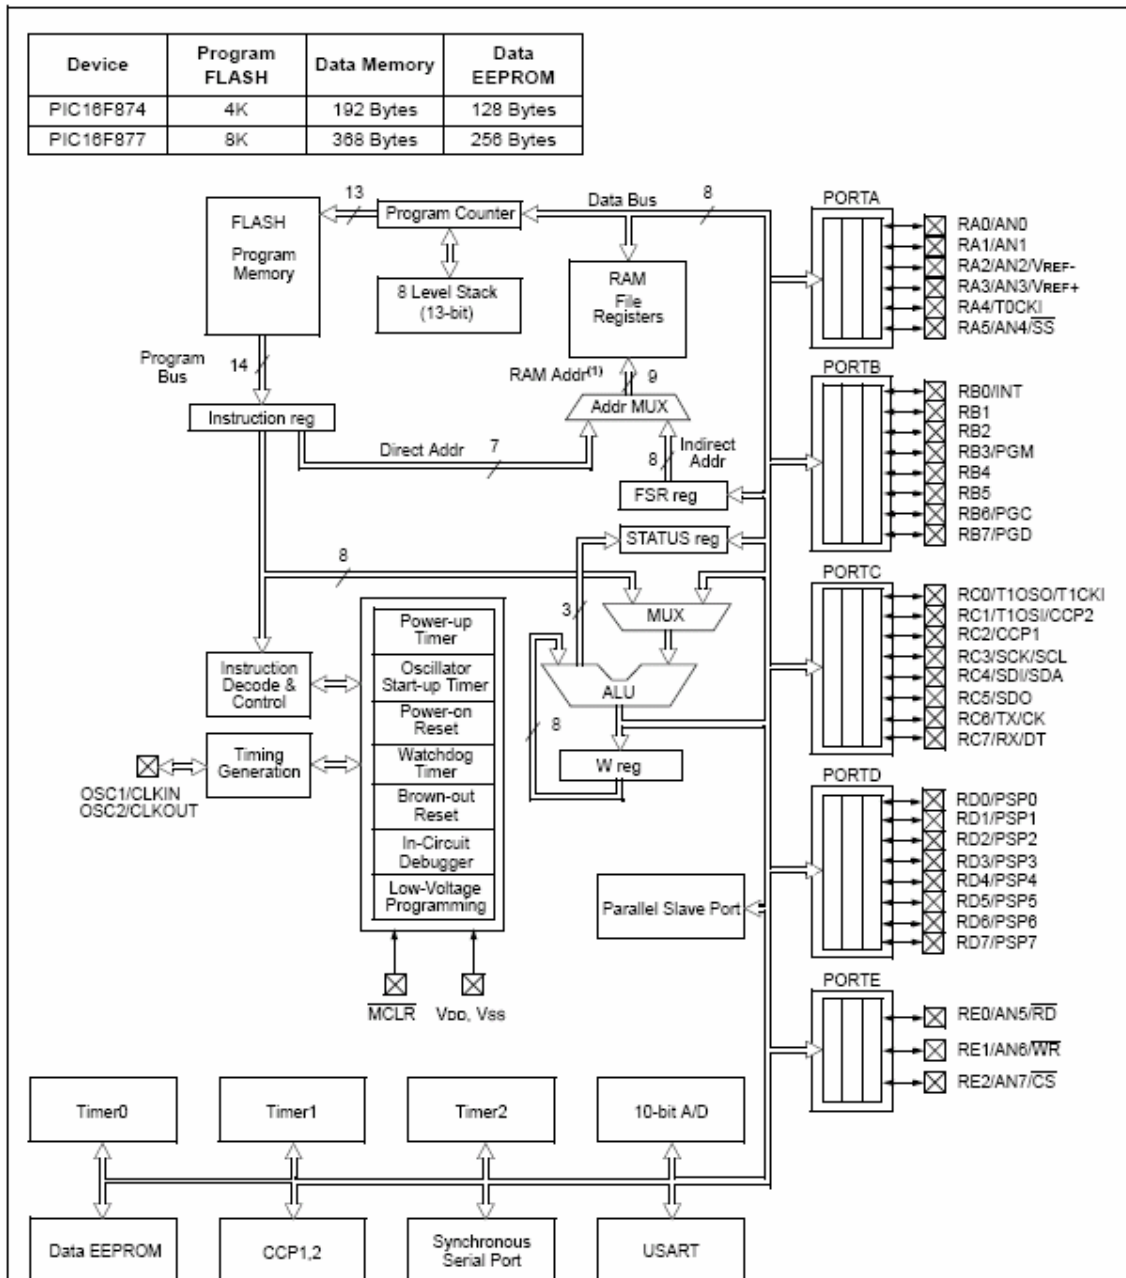 Device Program FLASH Data Memory Data EEPROM
PIC16F874 4K 192 Bytes 128 Bytes
PIC16F877 8K 368 Bytes 256 Bytes
FLASH
Program
Memory
13
Program Counter
Data Bus
8
8 Level Stack
(13-bit)
RAM
File
Registers
Program
Bus
14
RAM Addr(1)
9
Instruction reg
Addr MUX
Direct Addr
7
Indirect
Addr
8
FSR reg
STATUS reg
8
3
MUX
Power-up
Timer
Oscillator
Start-up Timer
Power-on
Reset
Watchdog
Timer
Brown-out
Reset
In-Circuit
Debugger
Low-Voltage
Programming
Instruction
Decode &
Control
Timing
Generation
OSC1/CLKIN
OSC2/CLKOUT
ALU
8
W reg
Parallel Slave Port
MCLR
VDD, VSS
PORTA
RA0/AN0
RA1/AN1
RA2/AN2/VREF-
RA3/AN3/VREF+
RA4/T0CKI
RA5/AN4/SS
PORTB
RB0/INT
RB1
RB2
RB3/PGM
RB4
RB5
RB6/PGC
RB7/PGD
PORTC
RC0/T1OSO/T1CKI
RC1/T1OSI/CCP2
RC2/CCP1
RC3/SCK/SCL
RC4/SDI/SDA
RC5/SDO
RC6/TX/CK
RC7/RX/DT
PORTD
RD0/PSP0
RD1/PSP1
RD2/PSP2
RD3/PSP3
RD4/PSP4
RD5/PSP5
RD6/PSP6
RD7/PSP7
PORTE
RE0/AN5/RD
RE1/AN6/WR
RE2/AN7/CS
Timer0
Timer1
Timer2
10-bit A/D
Data EEPROM
CCP1,2
Synchronous
Serial Port
USART